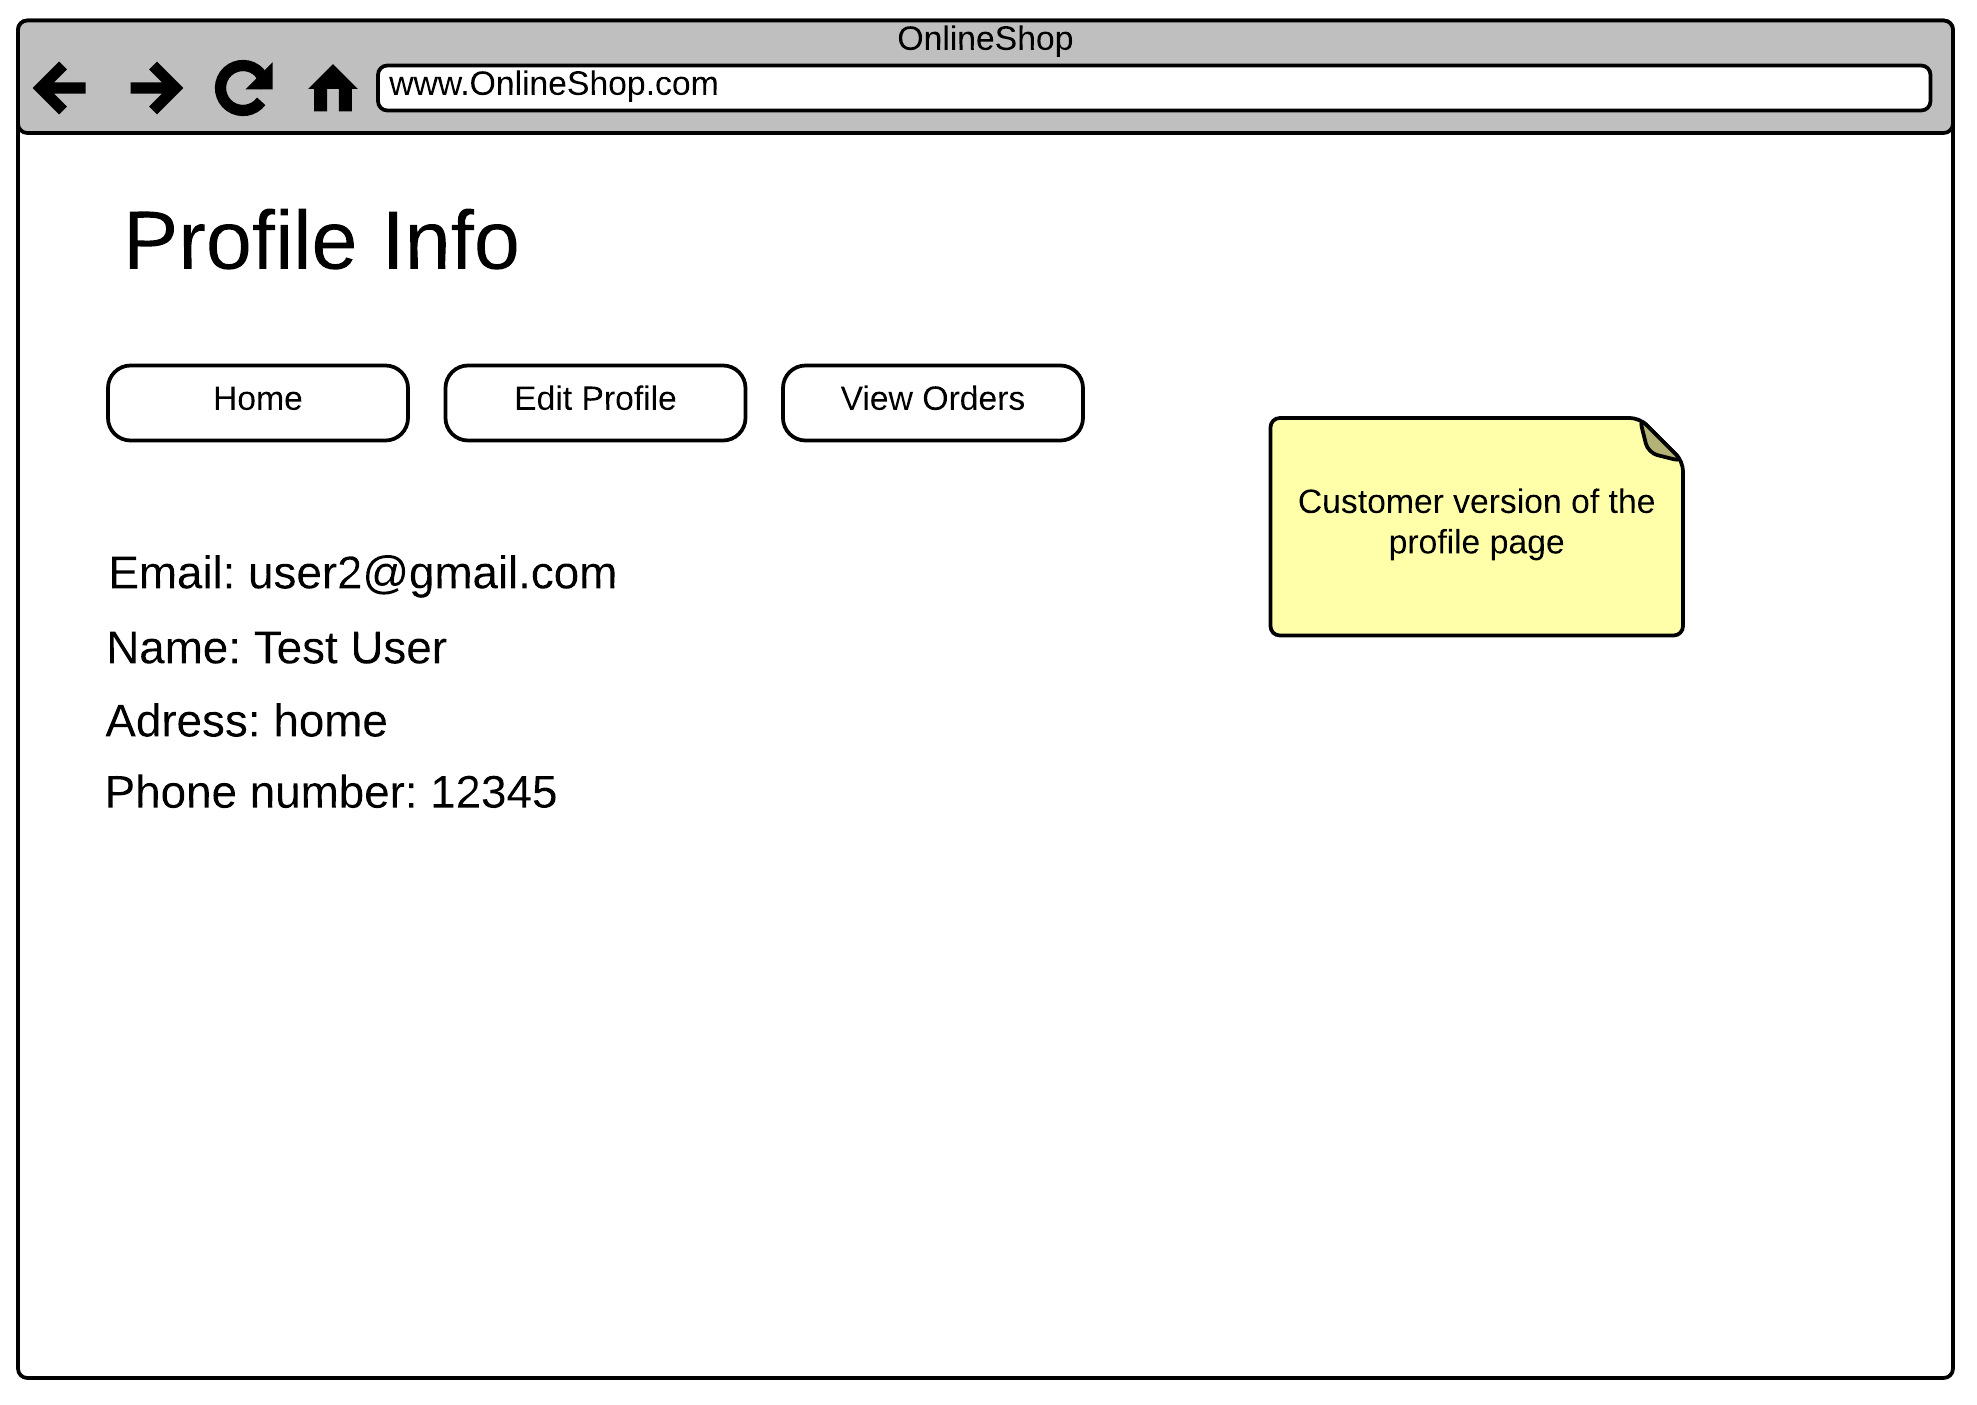 OnlineShop
www.OnlineShop.com
Profile Info
Home
Edit Profile
View Orders
Customer version of the
profile page
Email: user2@gmail.com
Name: Test User
Adress: home
Phone number: 12345